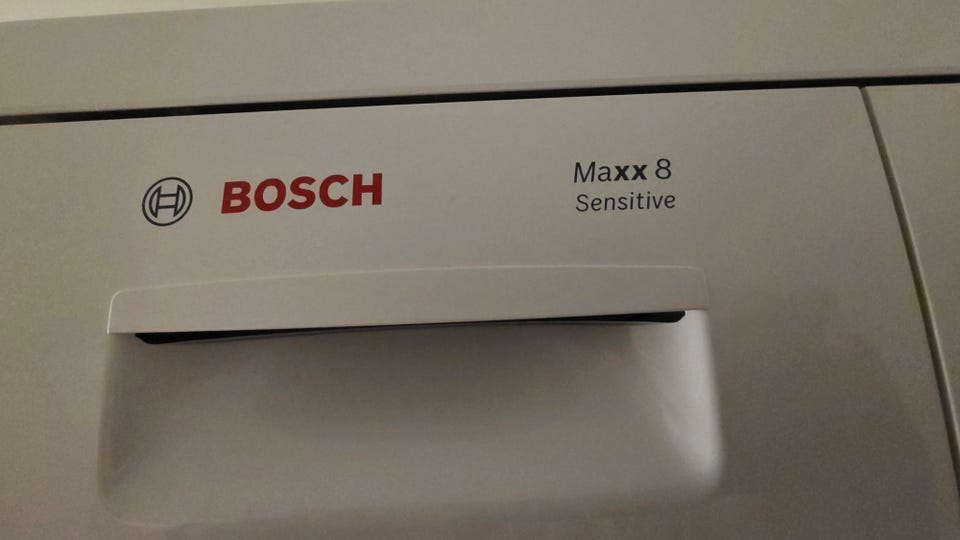 BOSCH
Maxx 8
Sensitive